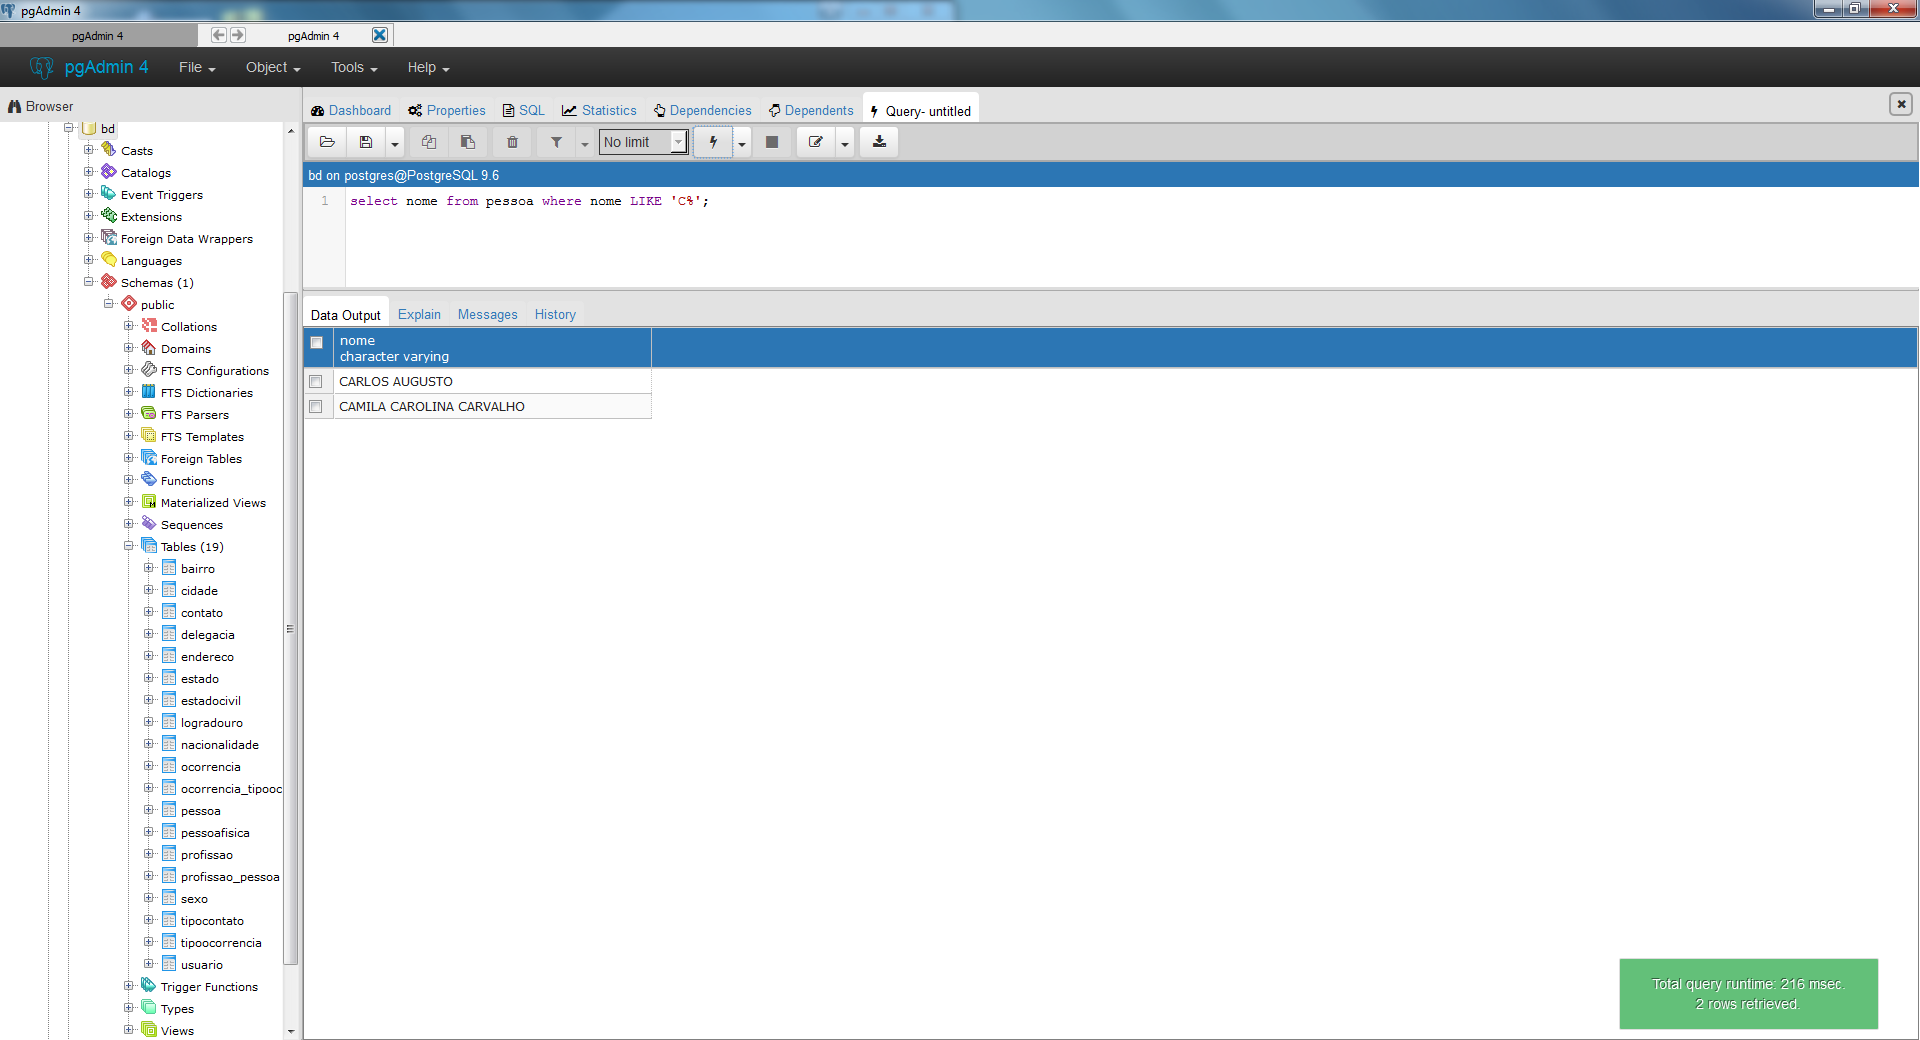 pgAdmin 4
pgAdmin 4
pgAdmin 4
pgAdmin 4
File
Object
Tools
Help
Browser
bd
Casts
Catalogs
Event Triggers
Extensions
Foreign Data Wrappers
Languages
Schemas (1)
public
Collations
Domains
FTS Configurations
FTS Dictionaries
FTS Parsers
FTS Templates
Foreign Tables
Functions
Materialized Views
Sequences
Tables (19)
bairro
cidade
contato
delegacia
endereco
estado
estadocivil
logradouro
nacionalidade
ocorrencia
ocorrencia_tipooc
pessoa
pessoafisica
profissao
profissao_pessoa
sexo
tipocontato
tipoocorrencia
usuario
Trigger Functions
Types
Views
Dashboard
Properties
SQL
Statistics
Dependencies
Dependents
Query- untitled
No limit
bd on postgres@PostgreSQL 9.6
1 select nome from pessoa where nome LIKE 'C%';
Data Output
Explain
Messages
History
nome
character varying
CARLOS AUGUSTO
CAMILA CAROLINA CARVALHO
Total query runtime: 216 msec.
2 rows retrieved.